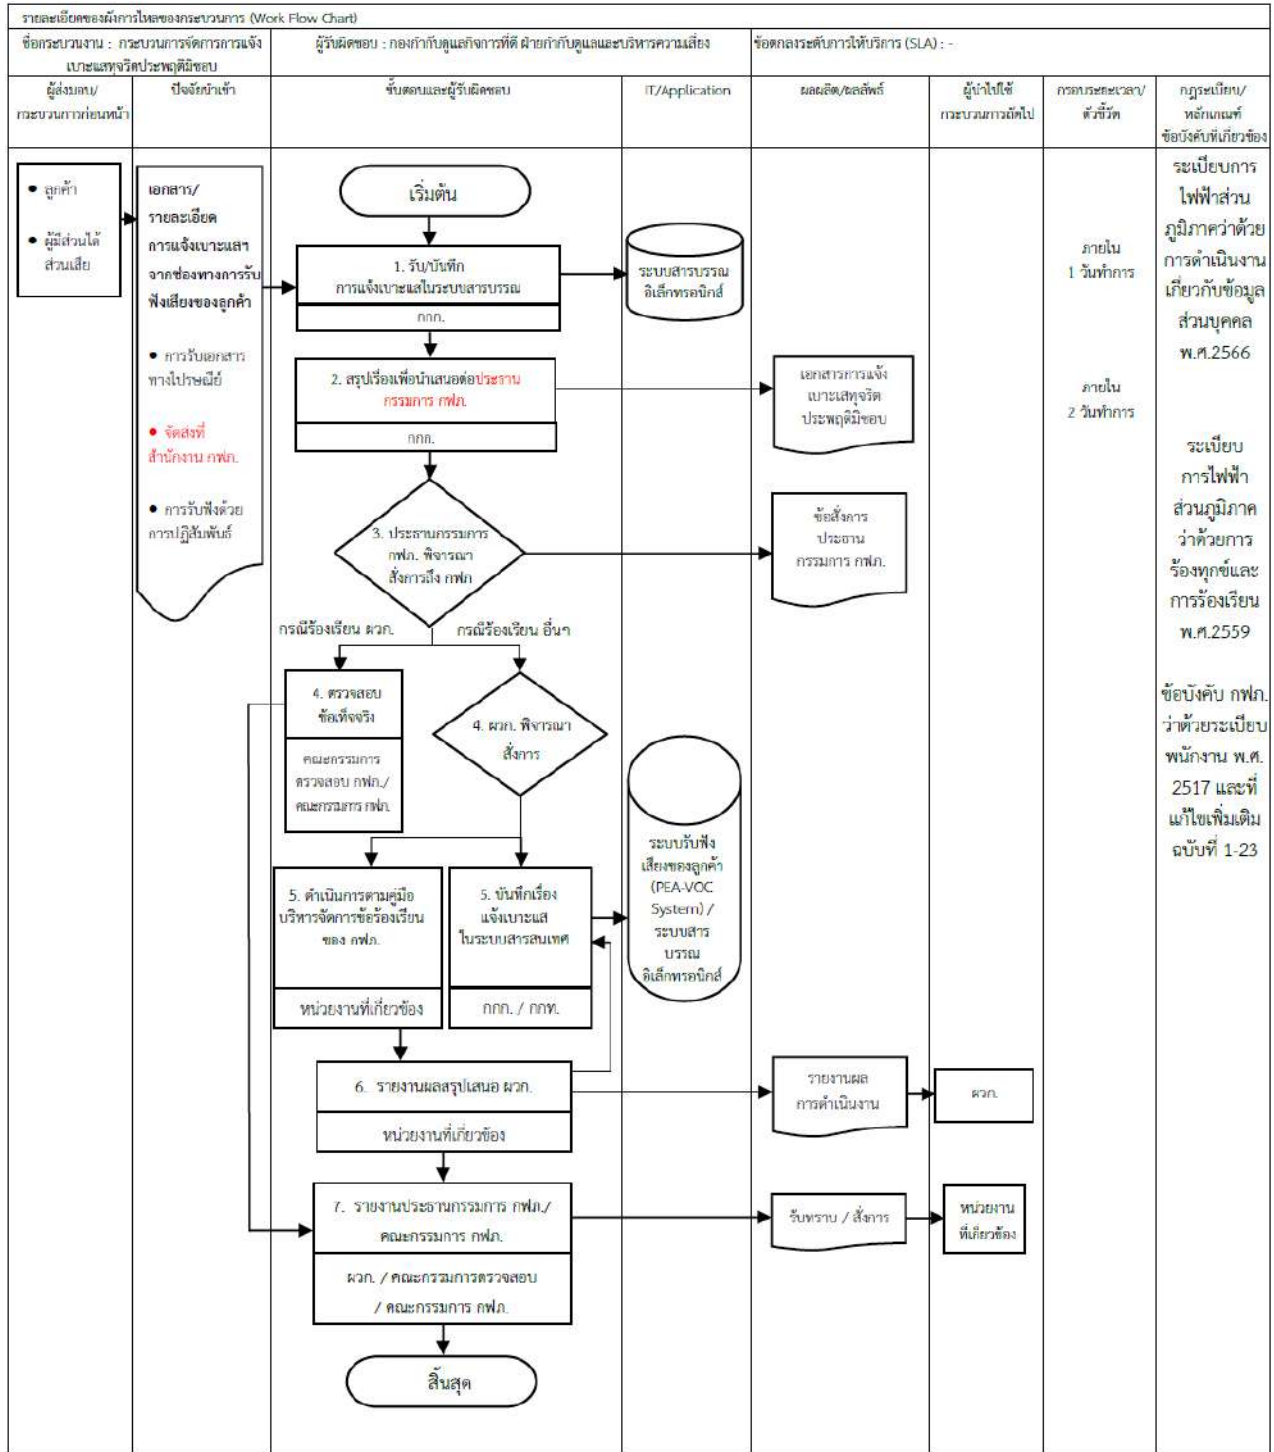 รายละเอียดของผังการไหลของกระบวนการ (Work Flow Chart)
ชื่อกระบวนงาน : กระบวนการจัดการการแจ้ง
เบาะแสทุจริตประพฤติมิชอบ
ผู้รับผิดชอบ : กองกำกับดูแลกิจการที่ดี ฝ่ายกำกับดูแลและบริหารความเสี่ยง
ข้อตกลงระดับการให้บริการ (SLA) : -
ผู้ส่งมอบ/
กระบวนการก่อนหน้า
ปัจจัยนำเข้า
ขั้นตอนและผู้รับผิดชอบ
IT/Application
ผลผลิต/ผลลัพธ์
ผู้นำไปใช้
กระบวนการถัดไป
กรอบระยะเวลา/
ตัวชี้วัด
กฎระเบียบ/
หลักเกณฑ์
ข้อบังคับที่เกี่ยวข้อง
• ลูกค้า
• ผู้มีส่วนได้
ส่วนเสีย
เอกสาร/
รายละเอียด
การแจ้งเบาะแสฯ
จากช่องทางการรับ
ฟังเสียงของลูกค้า
• การรับเอกสาร
ทางไปรษณีย์
• จัดส่งที่
สำนักงาน กฟภ.
• การรับฟังด้วย
การปฏิสัมพันธ์
เริ่มต้น
1. รับ/บันทึก
การแจ้งเบาะแสในระบบสารบรรณ
กกก.
ระบบสารบรรณ
อิเล็กทรอนิกส์
ภายใน
1 วันทำการ
2. สรุปเรื่องเพื่อนำเสนอต่อประธาน
กรรมการ กฟภ.
กกก.
เอกสารการแจ้ง
เบาะเสทุจริต
ประพฤติมิชอบ
ภายใน
2 วันทำการ
3. ประธานกรรมการ
กฟภ. พิจารณา
สั่งการถึง กฟภ
ข้อสั่งการ
ประธาน
กรรมการ กฟภ.
กรณีร้องเรียน ผวก.
กรณีร้องเรียน อื่นๆ
4. ตรวจสอบ
ข้อเท็จจริง
คณะกรรมการ
ตรวจสอบ กฟภ./
คณะกรรมการ กฟภ.
4. ผวก. พิจารณา
สั่งการ
5. ดำเนินการตามคู่มือ
บริหารจัดการข้อร้องเรียน
ของ กฟภ.
หน่วยงานที่เกี่ยวข้อง
5. บันทึกเรื่อง
แจ้งเบาะแส
ในระบบสารสนเทศ
กกก. / กกท.
ระบบรับฟัง
เสียงของลูกค้า
(PEA-VOC
System) /
ระบบสาร
บรรณ
อิเล็กทรอนิกส์
6. รายงานผลสรุปเสนอ ผวก.
หน่วยงานที่เกี่ยวข้อง
รายงานผล
การดำเนินงาน
ผวก.
7. รายงานประธานกรรมการ กฟภ./
คณะกรรมการ กฟภ.
ผวก. / คณะกรรมการตรวจสอบ
/ คณะกรรมการ กฟภ.
รับทราบ / สั่งการ
หน่วยงาน
ที่เกี่ยวข้อง
สิ้นสุด
ระเบียบการ
ไฟฟ้าส่วน
ภูมิภาคว่าด้วย
การดำเนินงาน
เกี่ยวกับข้อมูล
ส่วนบุคคล
พ.ศ.2566
ระเบียบ
การไฟฟ้า
ส่วนภูมิภาค
ว่าด้วยการ
ร้องทุกข์และ
การร้องเรียน
พ.ศ.2559
ข้อบังคับ กฟภ.
ว่าด้วยระเบียบ
พนักงาน พ.ศ.
2517 และที่
แก้ไขเพิ่มเติม
ฉบับที่ 1-23